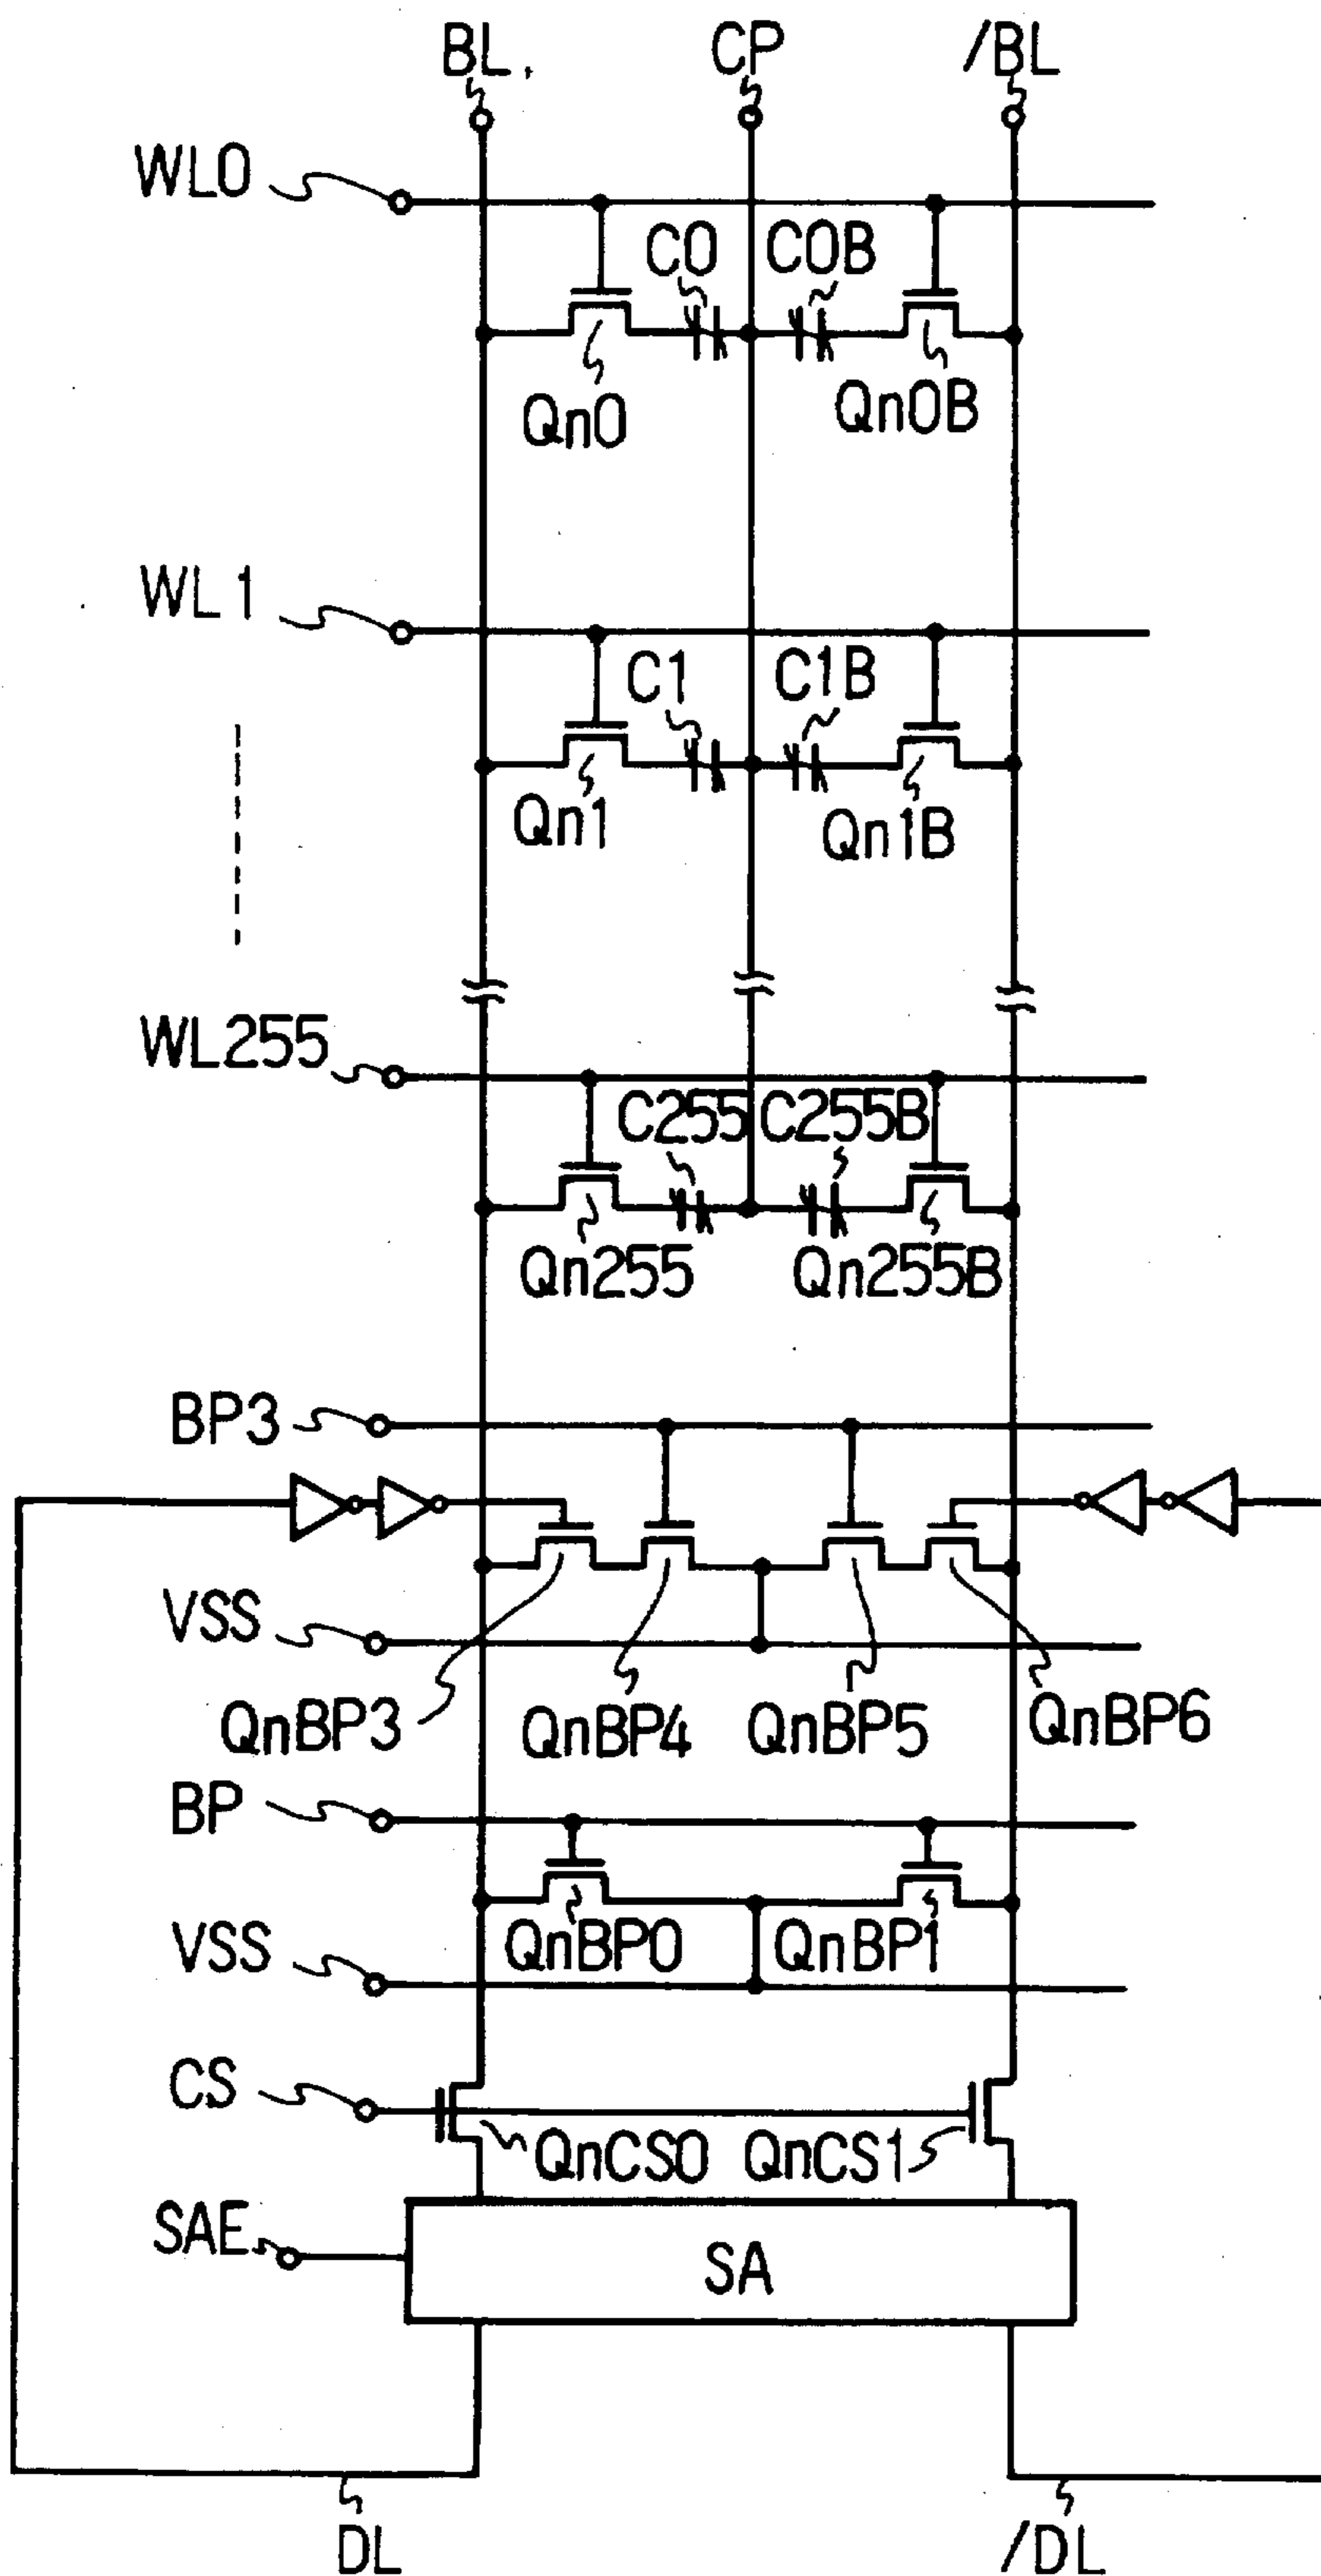 BL CP /BL
WL0
C0 C0B
Qn0 Qn0B
WL1
C1 C1B
Qn1 Qn1B
WL255
C255 C255B
Qn255 Qn255B
BP3
VSS
QnBP3 QnBP4 QnBP5 QnBP6
BP
QnBP0 QnBP1
VSS
CS
QnCS0 QnCS1
SAE
SA
DL /DL